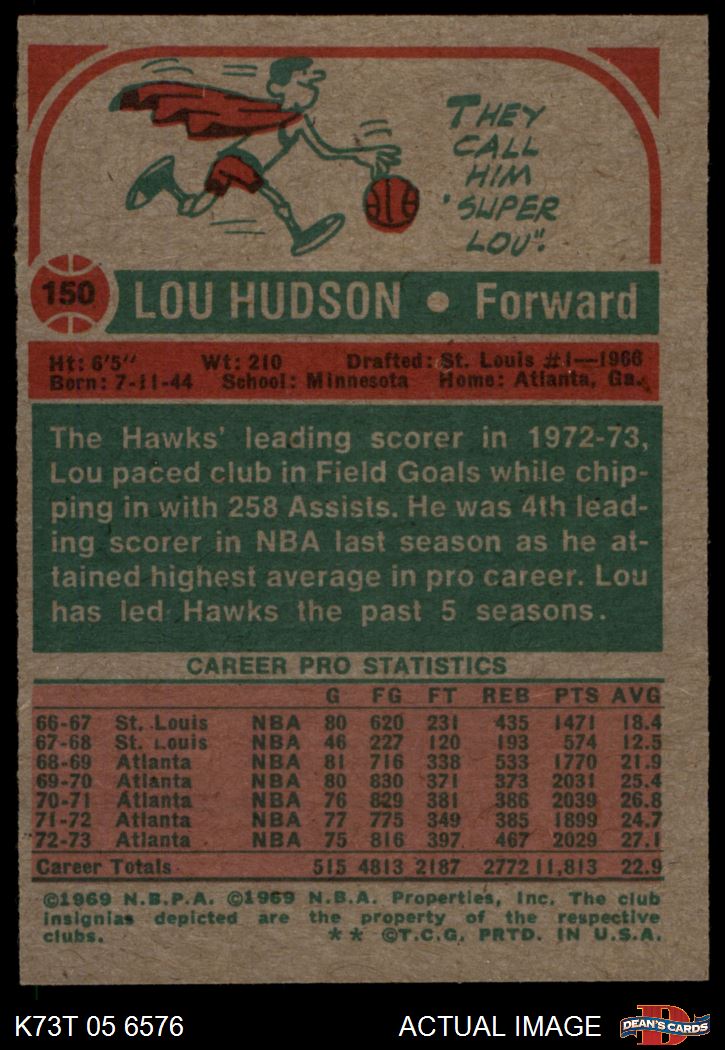 THEY
CALL
HIM
"SUPER
LOU".
150 LOU HUDSON • Forward
Ht: 6'5" Wt: 210 Drafted: St. Louis #1—1966
Born: 7-11-44 School: Minnesota Home: Atlanta, Ga.
The Hawks' leading scorer in 1972-73,
Lou paced club in Field Goals while chip-
ping in with 258 Assists. He was 4th lead-
ing scorer in NBA last season as he at-
tained highest average in pro career. Lou
has led Hawks the past 5 seasons.
CAREER PRO STATISTICS
G FG FT REB PTS AVG
66-67 St. Louis NBA 80 620 231 435 1471 18.4
67-68 St. Louis NBA 46 227 120 193 574 12.5
68-69 Atlanta NBA 81 716 338 533 1770 21.9
69-70 Atlanta NBA 80 830 371 373 2031 25.4
70-71 Atlanta NBA 76 829 381 386 2039 26.8
71-72 Atlanta NBA 77 775 349 385 1899 24.7
72-73 Atlanta NBA 75 816 397 467 2029 27.1
Career Totals 515 4813 2187 2772 11,813 22.9
©1969 N.B.P.A. ©1969 N.B.A. Properties, Inc. The club
insignias depicted are the property of the respective
clubs. ** ©T.C.G. PRTD. IN U.S.A.
K73T 05 6576 ACTUAL IMAGE D DEAN'S CARDS